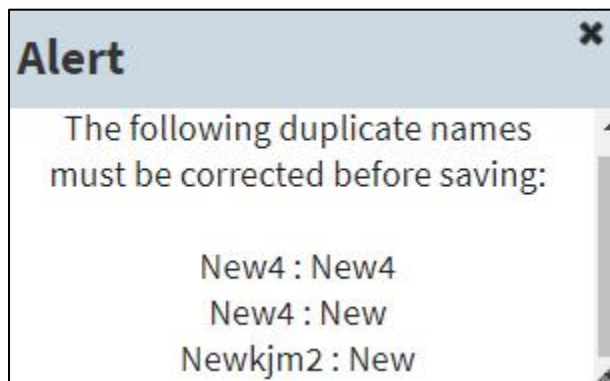 Alert
The following duplicate names
must be corrected before saving:
New4 : New4
New4 : New
Newkjm2 : New